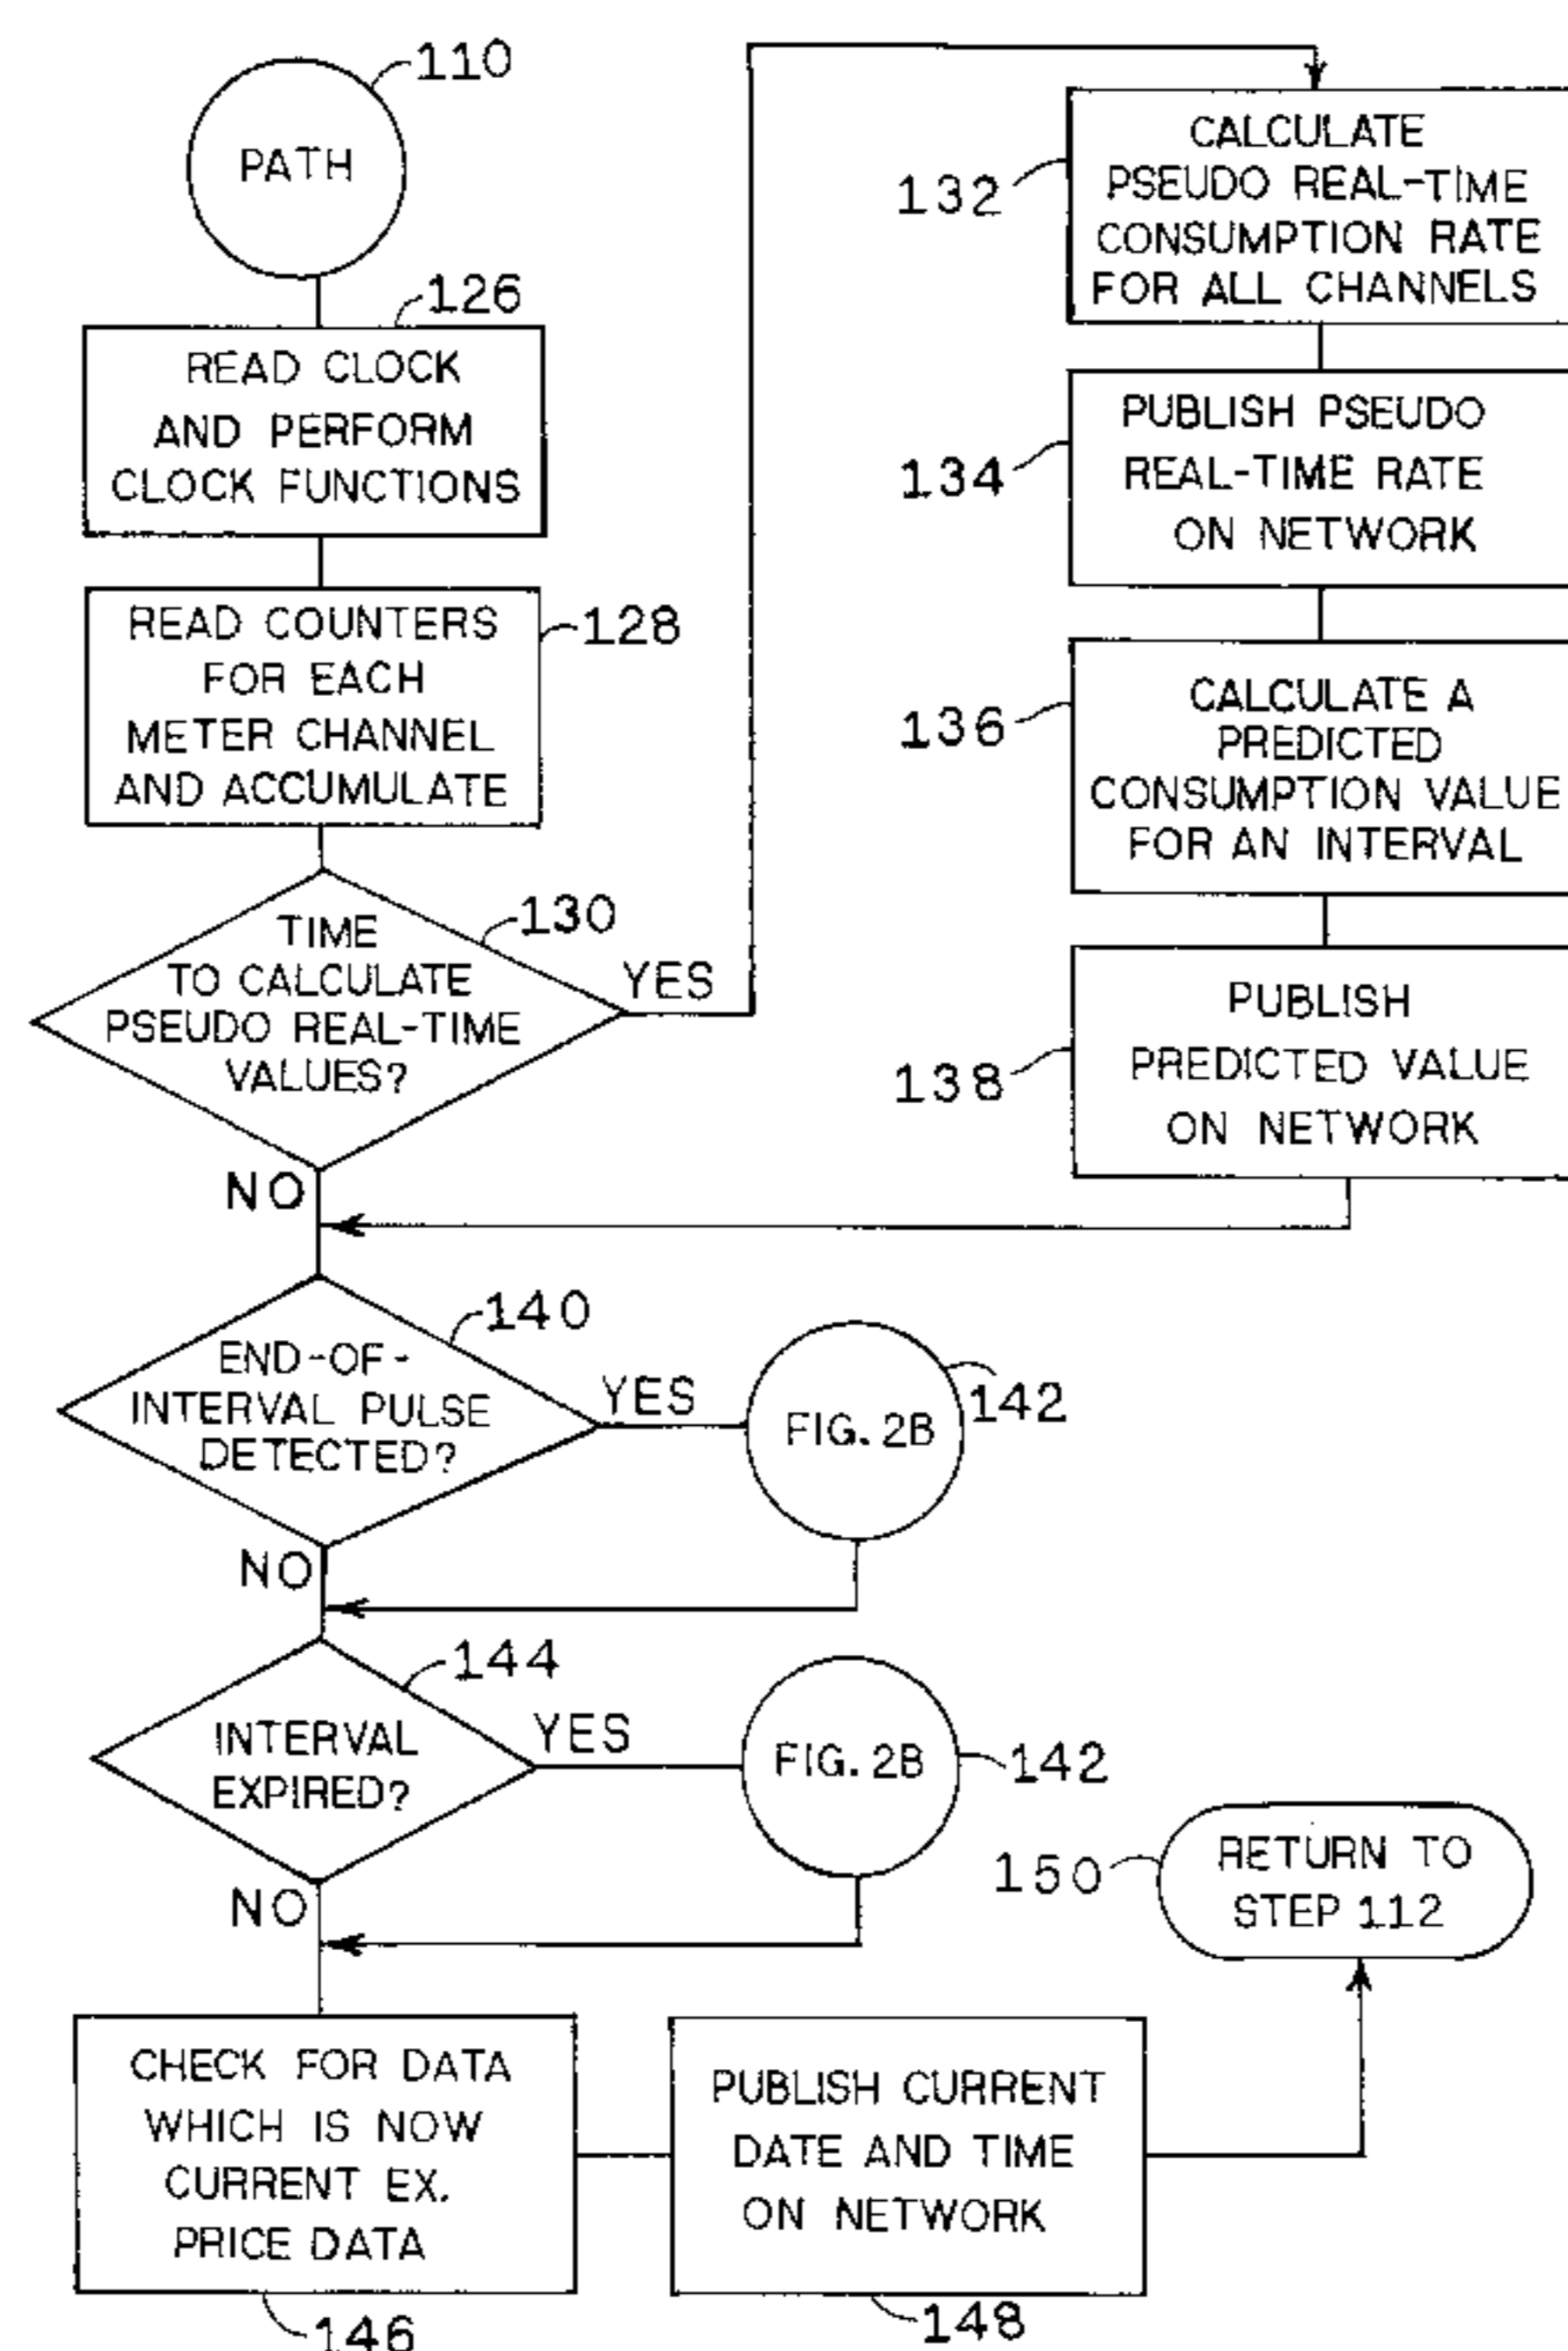 110
PATH
126
READ CLOCK
AND PERFORM
CLOCK FUNCTIONS
READ COUNTERS
FOR EACH
METER CHANNEL
AND ACCUMULATE
128
TIME
TO CALCULATE
PSEUDO REAL-TIME
VALUES?
130
YES
NO
132
CALCULATE
PSEUDO REAL-TIME
CONSUMPTION RATE
FOR ALL CHANNELS
134
PUBLISH PSEUDO
REAL-TIME RATE
ON NETWORK
136
CALCULATE A
PREDICTED
CONSUMPTION VALUE
FOR AN INTERVAL
138
PUBLISH
PREDICTED VALUE
ON NETWORK
140
END-OF-
INTERVAL PULSE
DETECTED?
YES
FIG. 2B
142
NO
144
INTERVAL
EXPIRED?
YES
FIG. 2B
142
NO
CHECK FOR DATA
WHICH IS NOW
CURRENT EX.
PRICE DATA
146
PUBLISH CURRENT
DATE AND TIME
ON NETWORK
148
150
RETURN TO
STEP 112